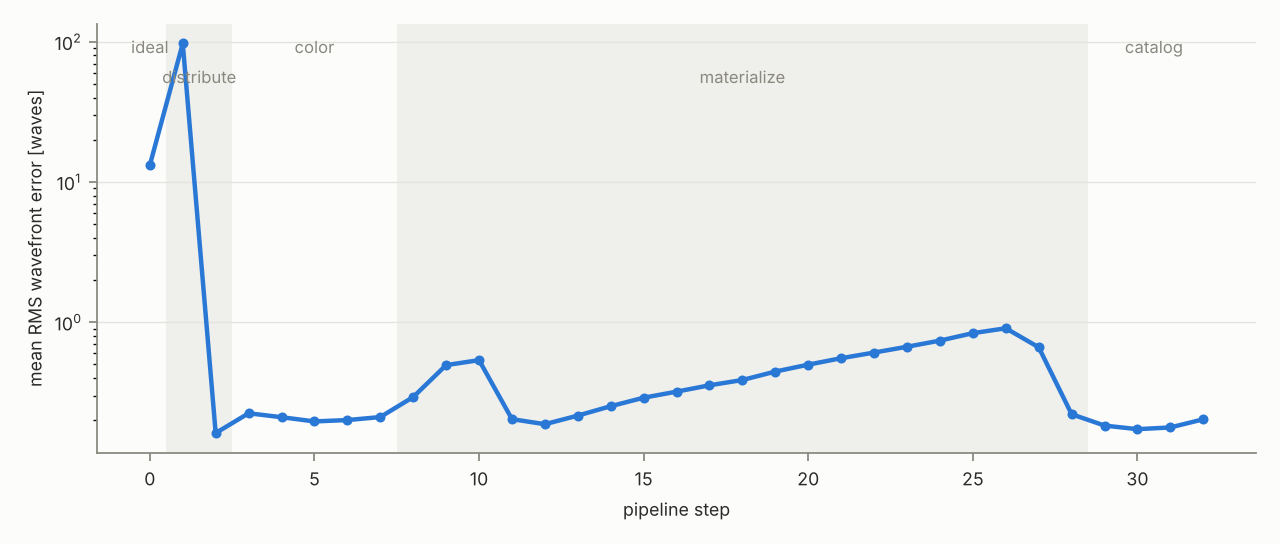 ideal
color
catalog
distribute
materialize
10²
10¹
10⁰
mean RMS wavefront error [waves]
0
5
10
15
20
25
30
pipeline step